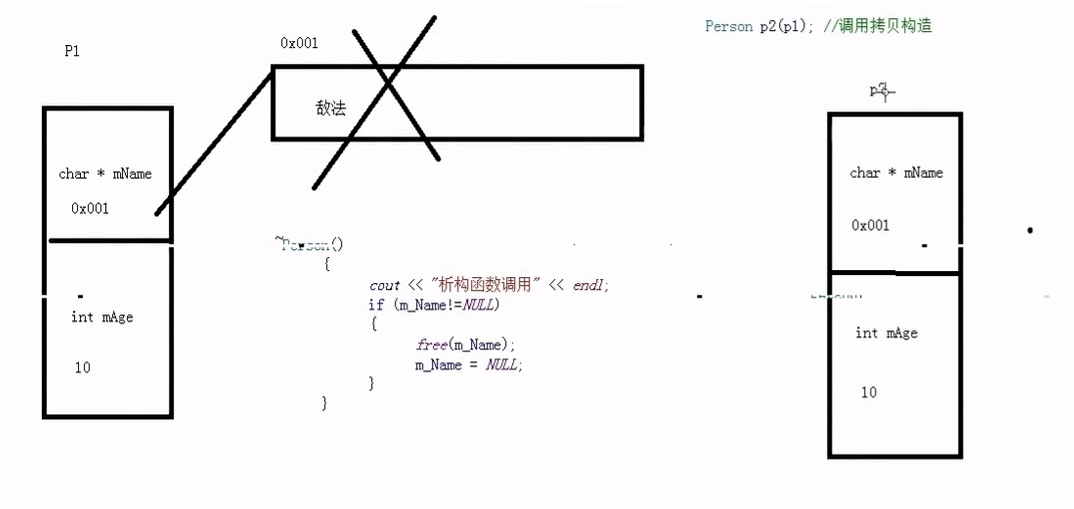 Person p2(p1); //调用拷贝构造
P1
0x001
敌法
char * mName
0x001
int mAge
10
~Person()
{
cout << "析构函数调用" << endl;
if (m_Name!=NULL)
{
free(m_Name);
m_Name = NULL;
}
}
char * mName
0x001
int mAge
10